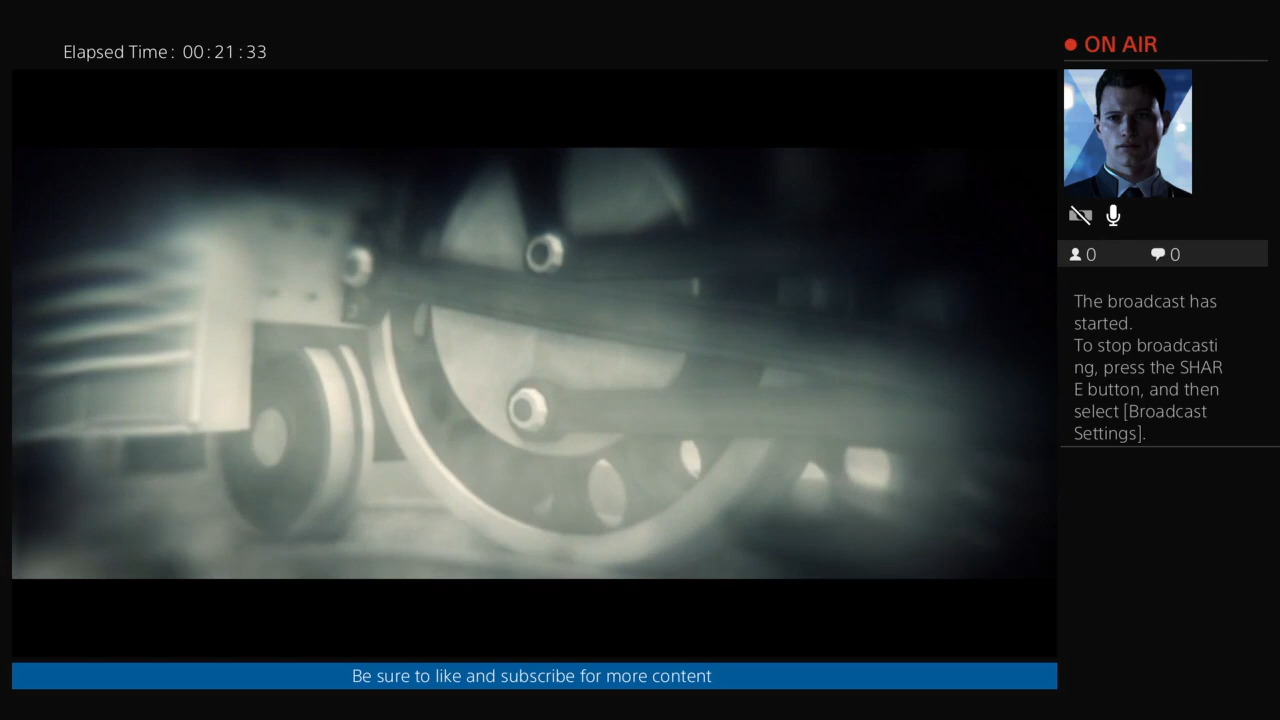 Elapsed Time: 00:21:33
ON AIR
0 0
The broadcast has
started.
To stop broadcasti
ng, press the SHAR
E button, and then
select [Broadcast
Settings].
Be sure to like and subscribe for more content